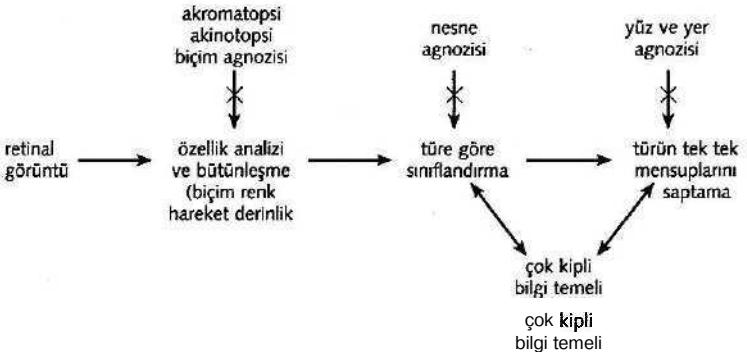 akromatopsi
akinotopsi
biçim agnozisi
nesne
agnozisi
yüz ve yer
agnozisi
retinal
görüntü
özellik analizi
ve bütünleşme
(biçim renk
hareket derinlik
türe göre
sınıflandırma
türün tek tek
mensuplarını
saptama
çok kipli
bilgi temeli
çok kipli
bilgi temeli